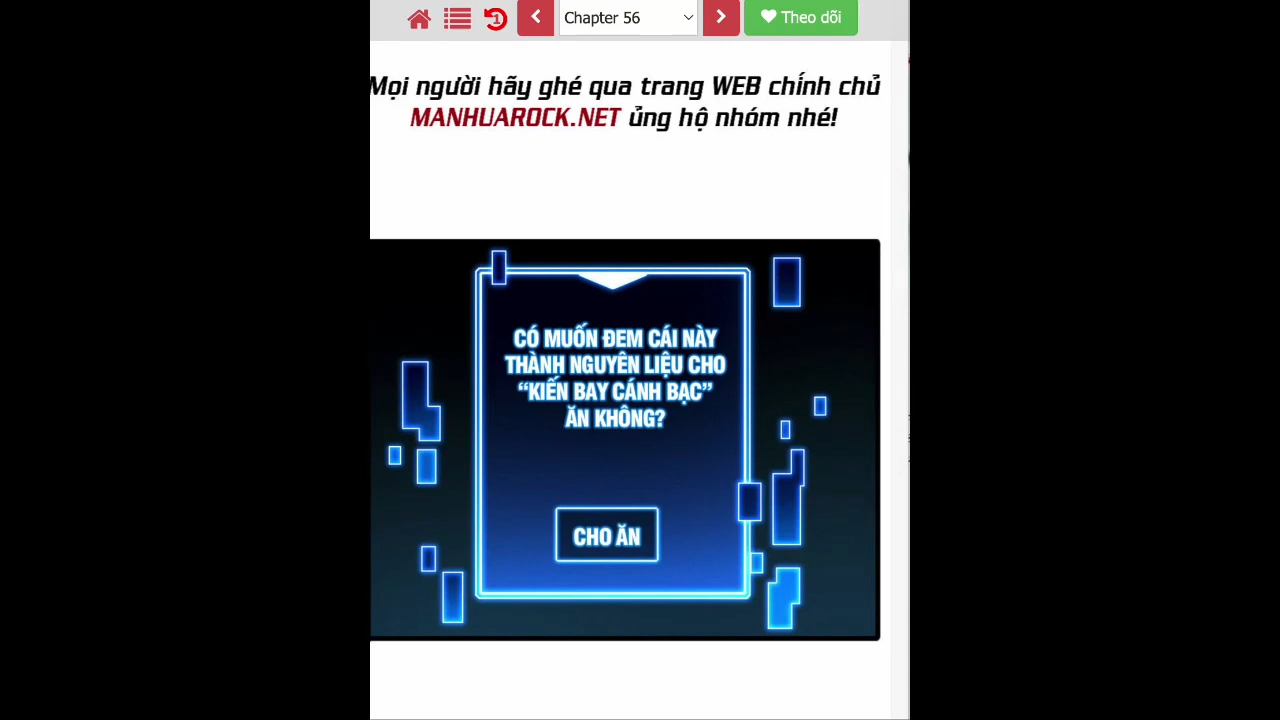 1
Chapter 56
Theo dõi
Mọi người hãy ghé qua trang WEB chính chủ
MANHUAROCK.NET ủng hộ nhóm nhé!
CÓ MUỐN ĐEM CÁI NÀY
THÀNH NGUYÊN LIỆU CHO
“KIẾN BAY CÁNH BẠC”
ĂN KHÔNG?
CHO ĂN